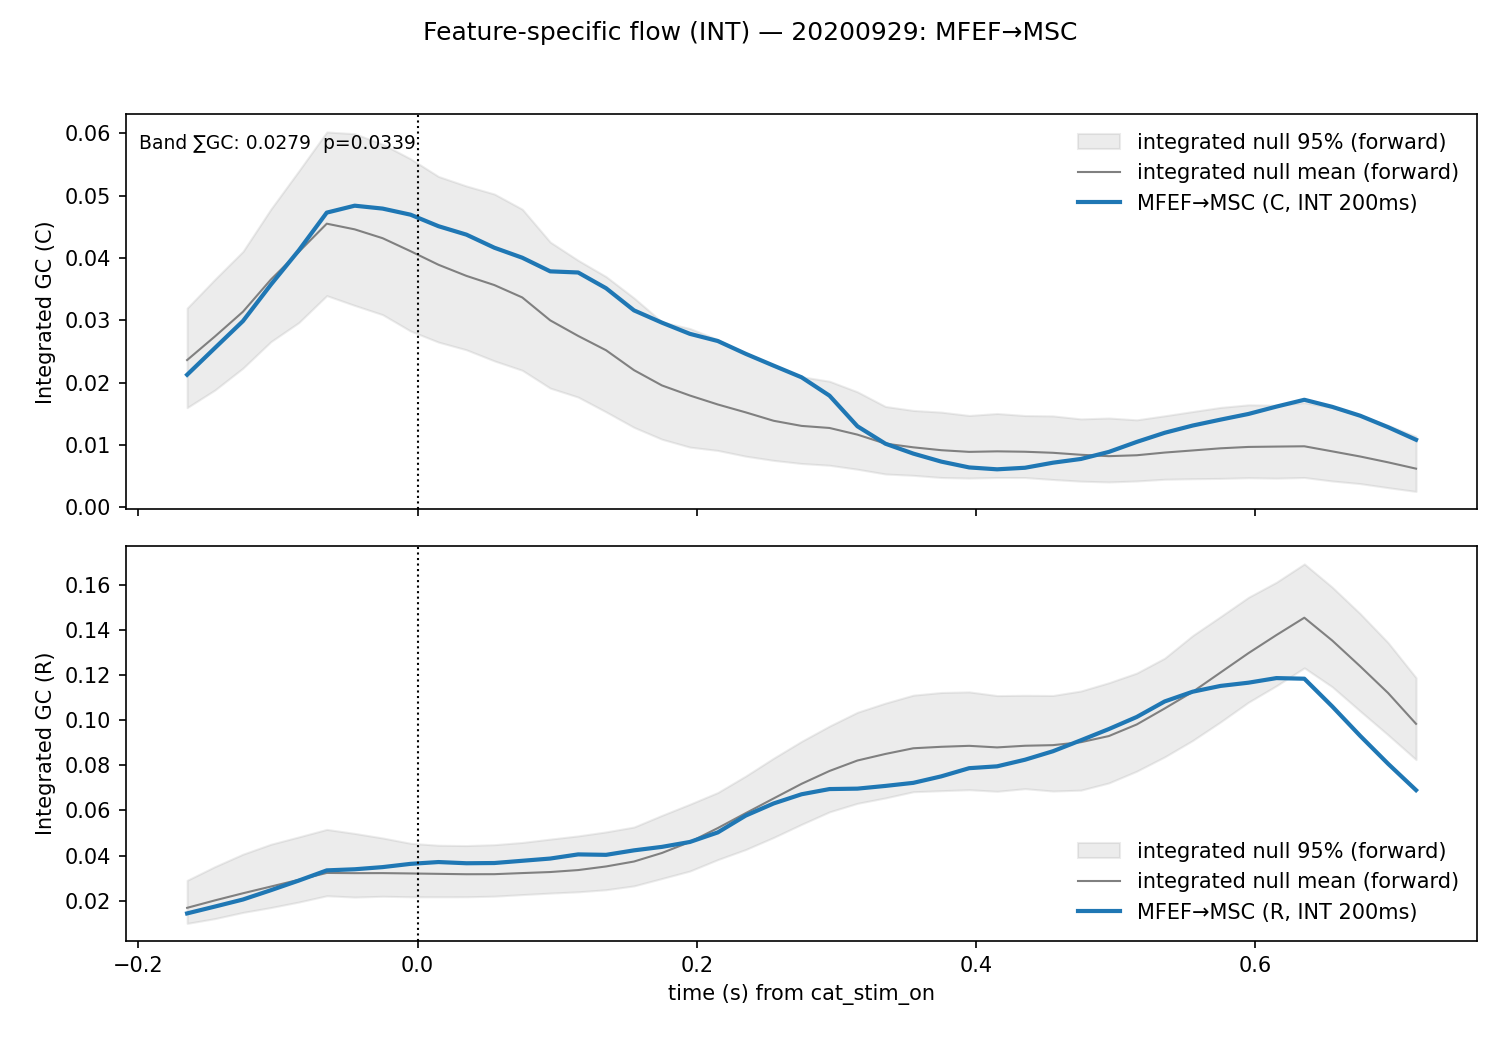 Feature-specific flow (INT) — 20200929: MFEF→MSC
Band ∑GC: 0.0279  p=0.0339
integrated null 95% (forward)
integrated null mean (forward)
MFEF→MSC (C, INT 200ms)
Integrated GC (C)
0.06
0.05
0.04
0.03
0.02
0.01
0.00
Integrated GC (R)
0.16
0.14
0.12
0.10
0.08
0.06
0.04
0.02
integrated null 95% (forward)
integrated null mean (forward)
MFEF→MSC (R, INT 200ms)
−0.2 0.0 0.2 0.4 0.6
time (s) from cat_stim_on